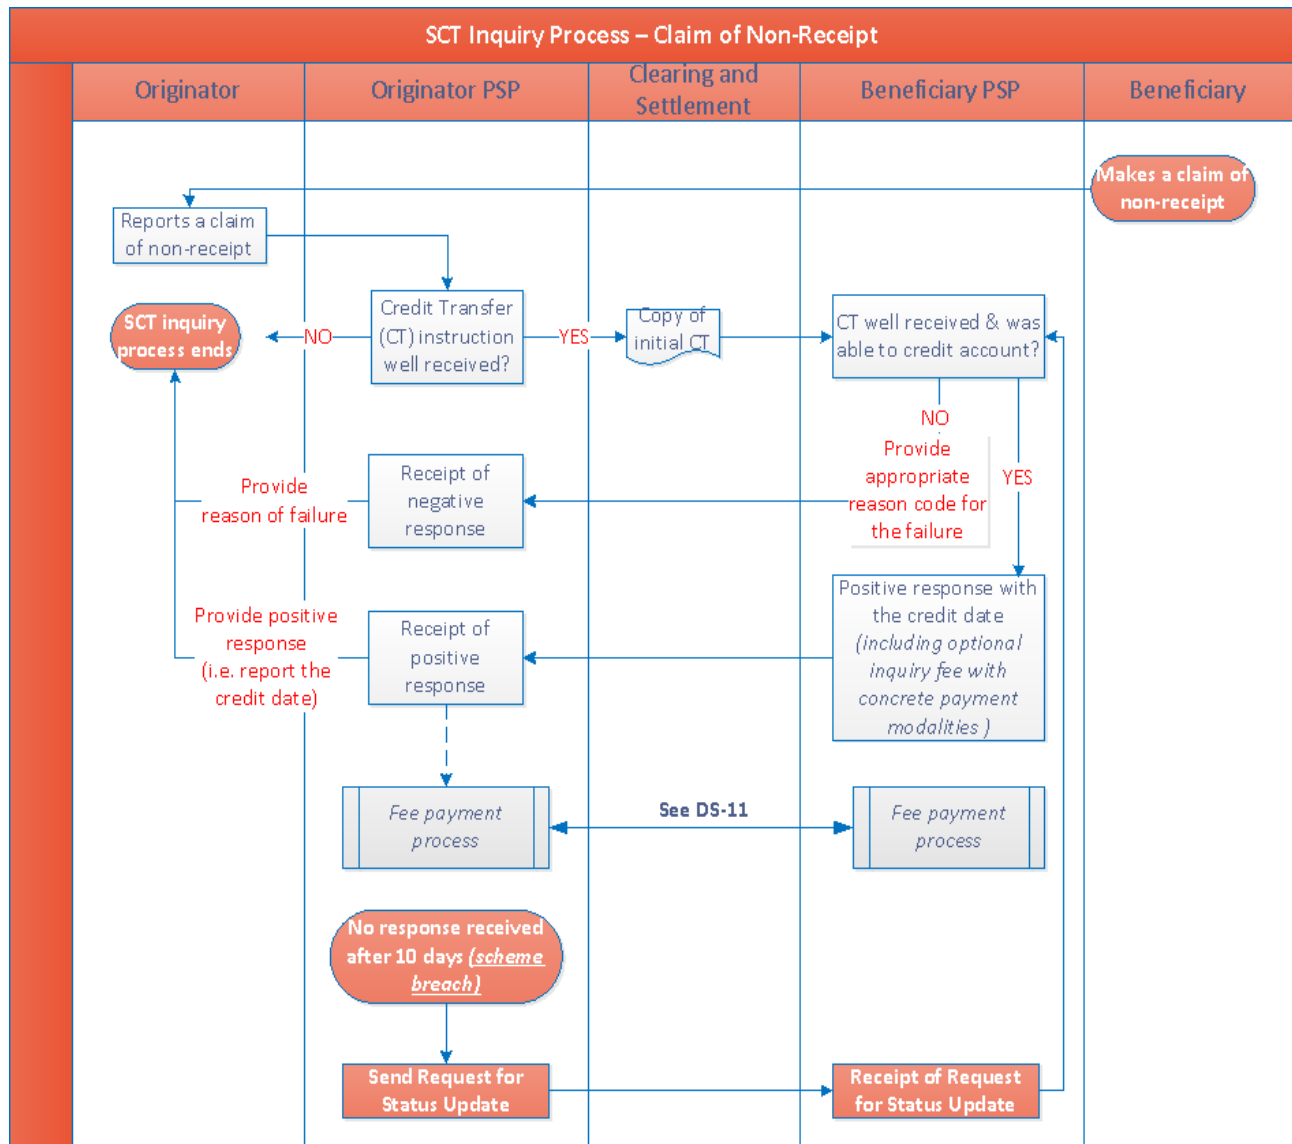 SCT Inquiry Process – Claim of Non-Receipt
Originator
Originator PSP
Clearing and
Settlement
Beneficiary PSP
Beneficiary
Makes a claim of
non-receipt
Reports a claim
of non-receipt
SCT inquiry
process ends
NO
Credit Transfer
(CT) instruction
well received?
YES
Copy of
initial CT
CT well received & was
able to credit account?
NO
Provide
appropriate
reason code for
the failure
YES
Provide
reason of failure
Receipt of
negative
response
Provide positive
response
(i.e. report the
credit date)
Receipt of
positive
response
Positive response with
the credit date
(including optional
inquiry fee with
concrete payment
modalities )
Fee payment
process
See DS-11
Fee payment
process
No response received
after 10 days (scheme
breach)
Send Request for
Status Update
Receipt of Request
for Status Update